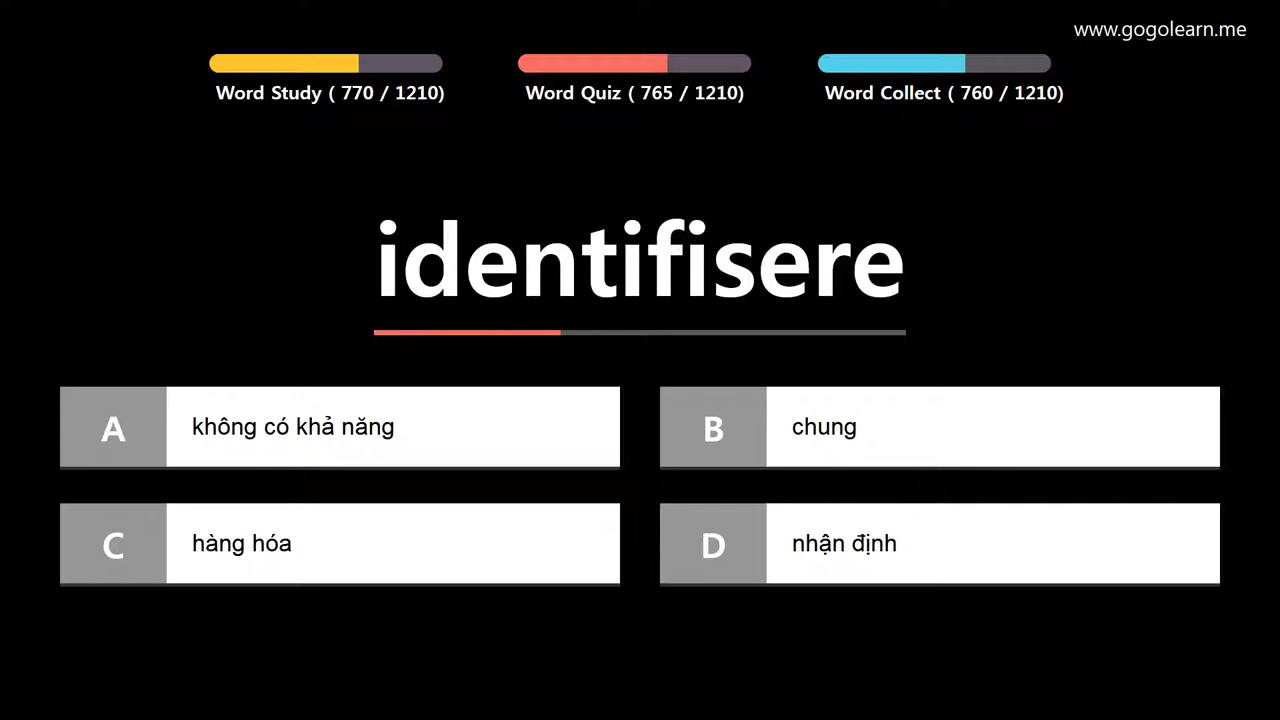 www.gogolearn.me
Word Study ( 770 / 1210)
Word Quiz ( 765 / 1210)
Word Collect ( 760 / 1210)
identifisere
A không có khả năng
B chung
C hàng hóa
D nhận định